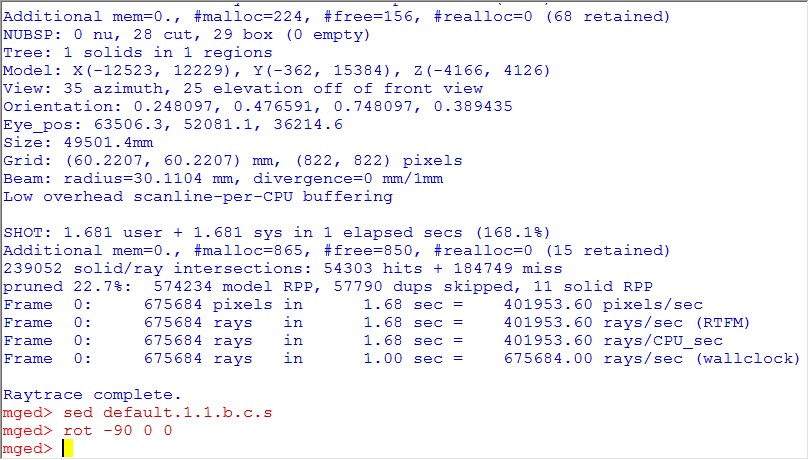 Additional mem=0., #malloc=224, #free=156, #realloc=0 (68 retained)
NUBSP: 0 nu, 28 cut, 29 box (0 empty)
Tree: 1 solids in 1 regions
Model: X(-12523, 12229), Y(-362, 15384), Z(-4166, 4126)
View: 35 azimuth, 25 elevation off of front view
Orientation: 0.248097, 0.476591, 0.748097, 0.389435
Eye_pos: 63506.3, 52081.1, 36214.6
Size: 49501.4mm
Grid: (60.2207, 60.2207) mm, (822, 822) pixels
Beam: radius=30.1104 mm, divergence=0 mm/1mm
Low overhead scanline-per-CPU buffering
SHOT: 1.681 user + 1.681 sys in 1 elapsed secs (168.1%)
Additional mem=0., #malloc=865, #free=850, #realloc=0 (15 retained)
239052 solid/ray intersections: 54303 hits + 184749 miss
pruned 22.7%:  574234 model RPP, 57790 dups skipped, 11 solid RPP
Frame  0:     675684 pixels in      1.68 sec =    401953.60 pixels/sec
Frame  0:     675684 rays   in      1.68 sec =    401953.60 rays/sec (RTFM)
Frame  0:     675684 rays   in      1.68 sec =    401953.60 rays/CPU_sec
Frame  0:     675684 rays   in      1.00 sec =    675684.00 rays/sec (wallclock)
Raytrace complete.
mged> sed default.1.1.b.c.s
mged> rot -90 0 0
mged>